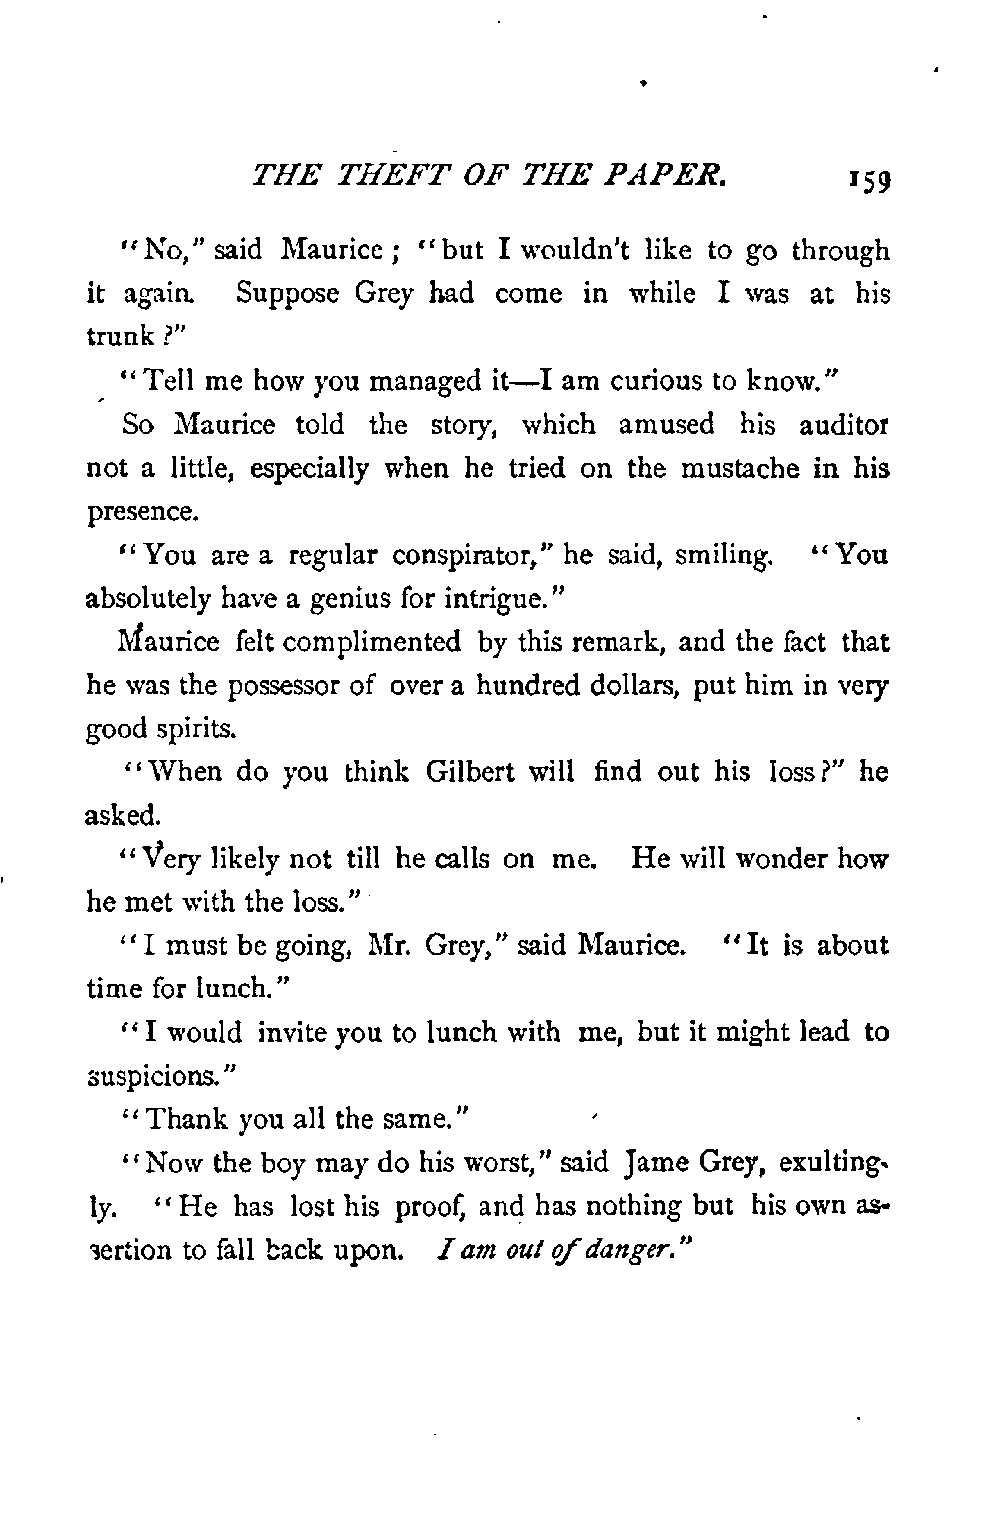 THE THEFT OF THE PAPER. 159
"No," said Maurice; "but I wouldn't like to go through
it again. Suppose Grey had come in while I was at his
trunk?"
"Tell me how you managed it—I am curious to know."
So Maurice told the story, which amused his auditor
not a little, especially when he tried on the mustache in his
presence.
"You are a regular conspirator," he said, smiling. "You
absolutely have a genius for intrigue."
Maurice felt complimented by this remark, and the fact that
he was the possessor of over a hundred dollars, put him in very
good spirits.
"When do you think Gilbert will find out his loss?" he
asked.
"Very likely not till he calls on me. He will wonder how
he met with the loss."
"I must be going, Mr. Grey," said Maurice. "It is about
time for lunch."
"I would invite you to lunch with me, but it might lead to
suspicions."
"Thank you all the same."
"Now the boy may do his worst," said Jame Grey, exulting-
ly. "He has lost his proof, and has nothing but his own as-
sertion to fall back upon. I am out of danger."